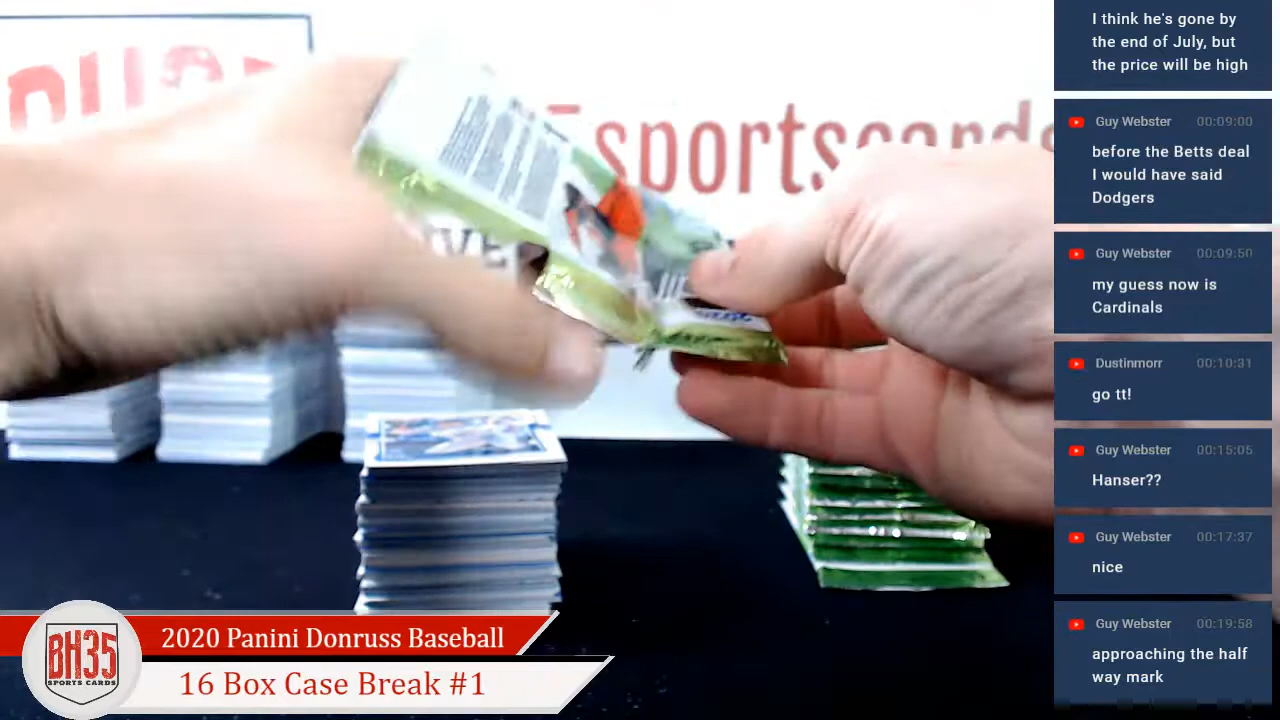 I think he's gone by
the end of July, but
the price will be high
Guy Webster 00:09:00
before the Betts deal
I would have said
Dodgers
Guy Webster 00:09:50
my guess now is
Cardinals
Dustinmorr 00:10:31
go tt!
Guy Webster 00:15:05
Hanser??
Guy Webster 00:17:37
nice
Guy Webster 00:19:58
approaching the half
way mark
sportscards
BH35
SPORTS CARDS
2020 Panini Donruss Baseball
16 Box Case Break #1